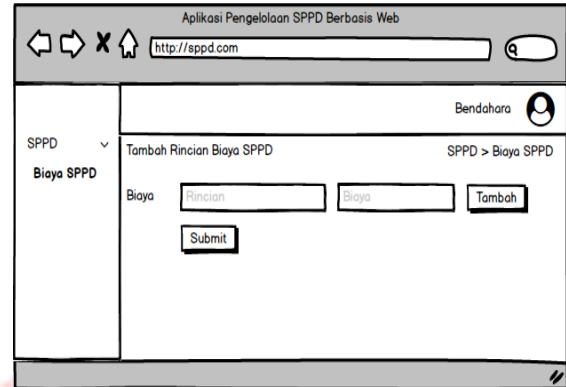 Aplikasi Pengelolaan SPPD Berbasis Web
http://sppd.com
Bendahara
SPPD
Biaya SPPD
Tambah Rincian Biaya SPPD
SPPD > Biaya SPPD
Biaya
Rincian
Biaya
Tambah
Submit